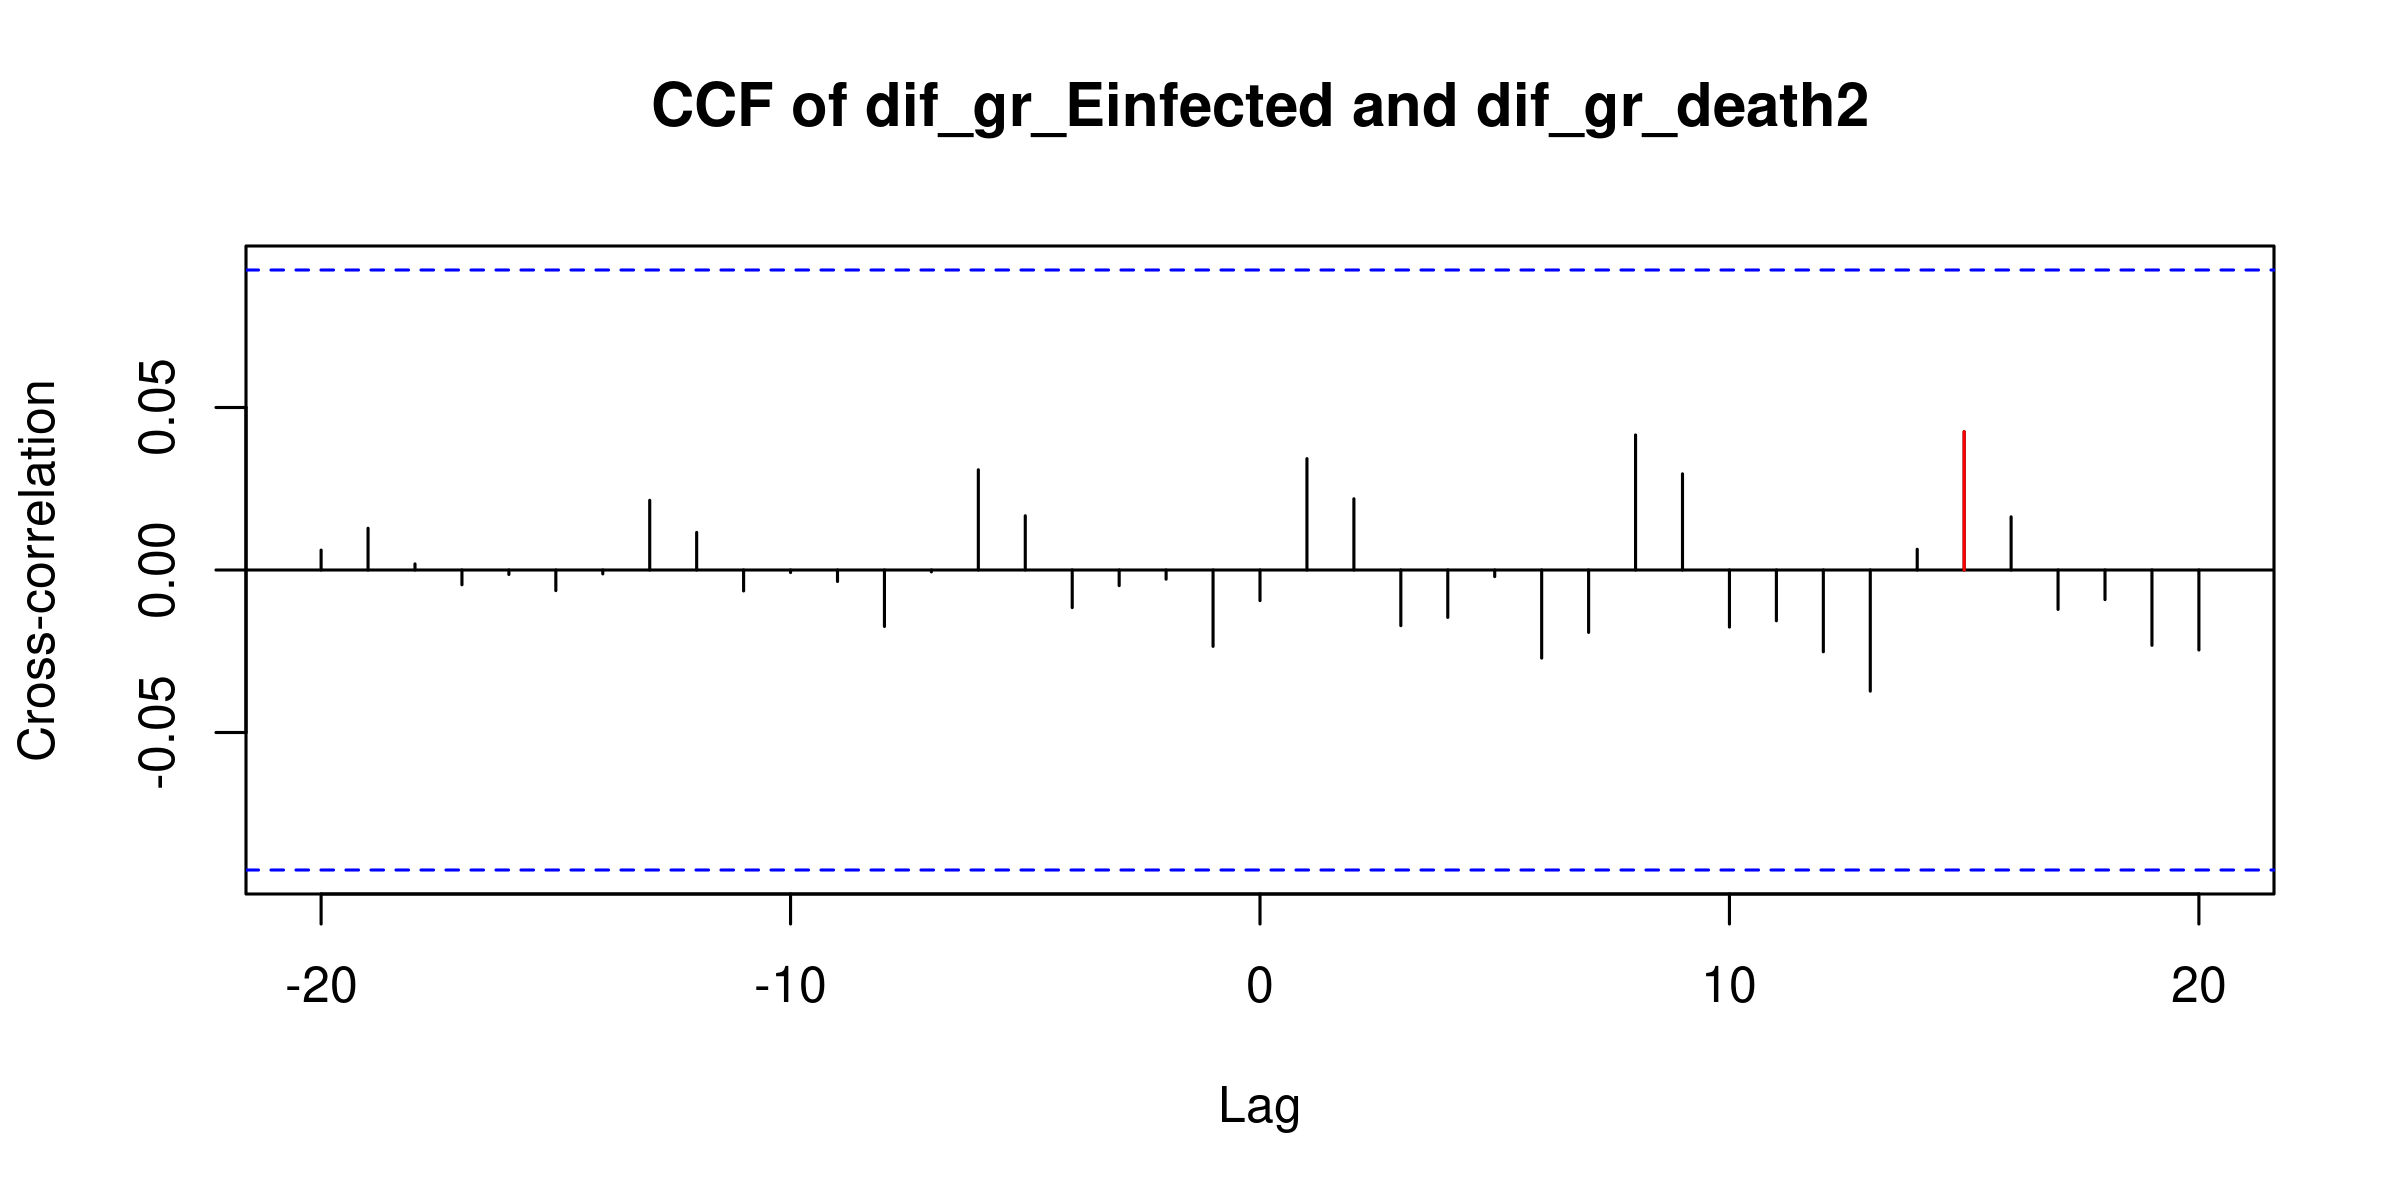 CCF of dif_gr_Einfected and dif_gr_death2
Cross-correlation
0.05
0.00
-0.05
-20 -10 0 10 20
Lag